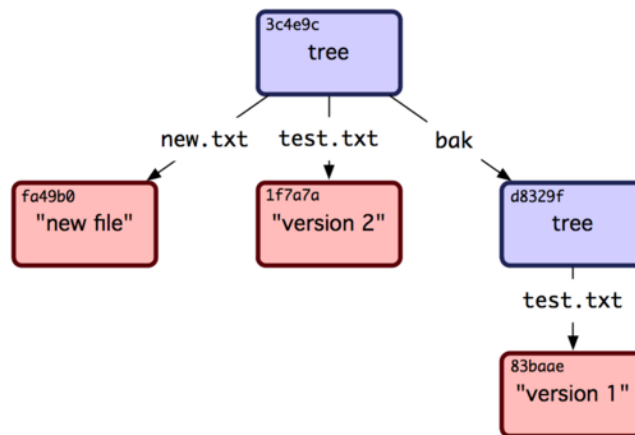 3c4e9c
tree
new.txt
test.txt
bak
fa49b0
"new file"
1f7a7a
"version 2"
d8329f
tree
test.txt
83baae
"version 1"